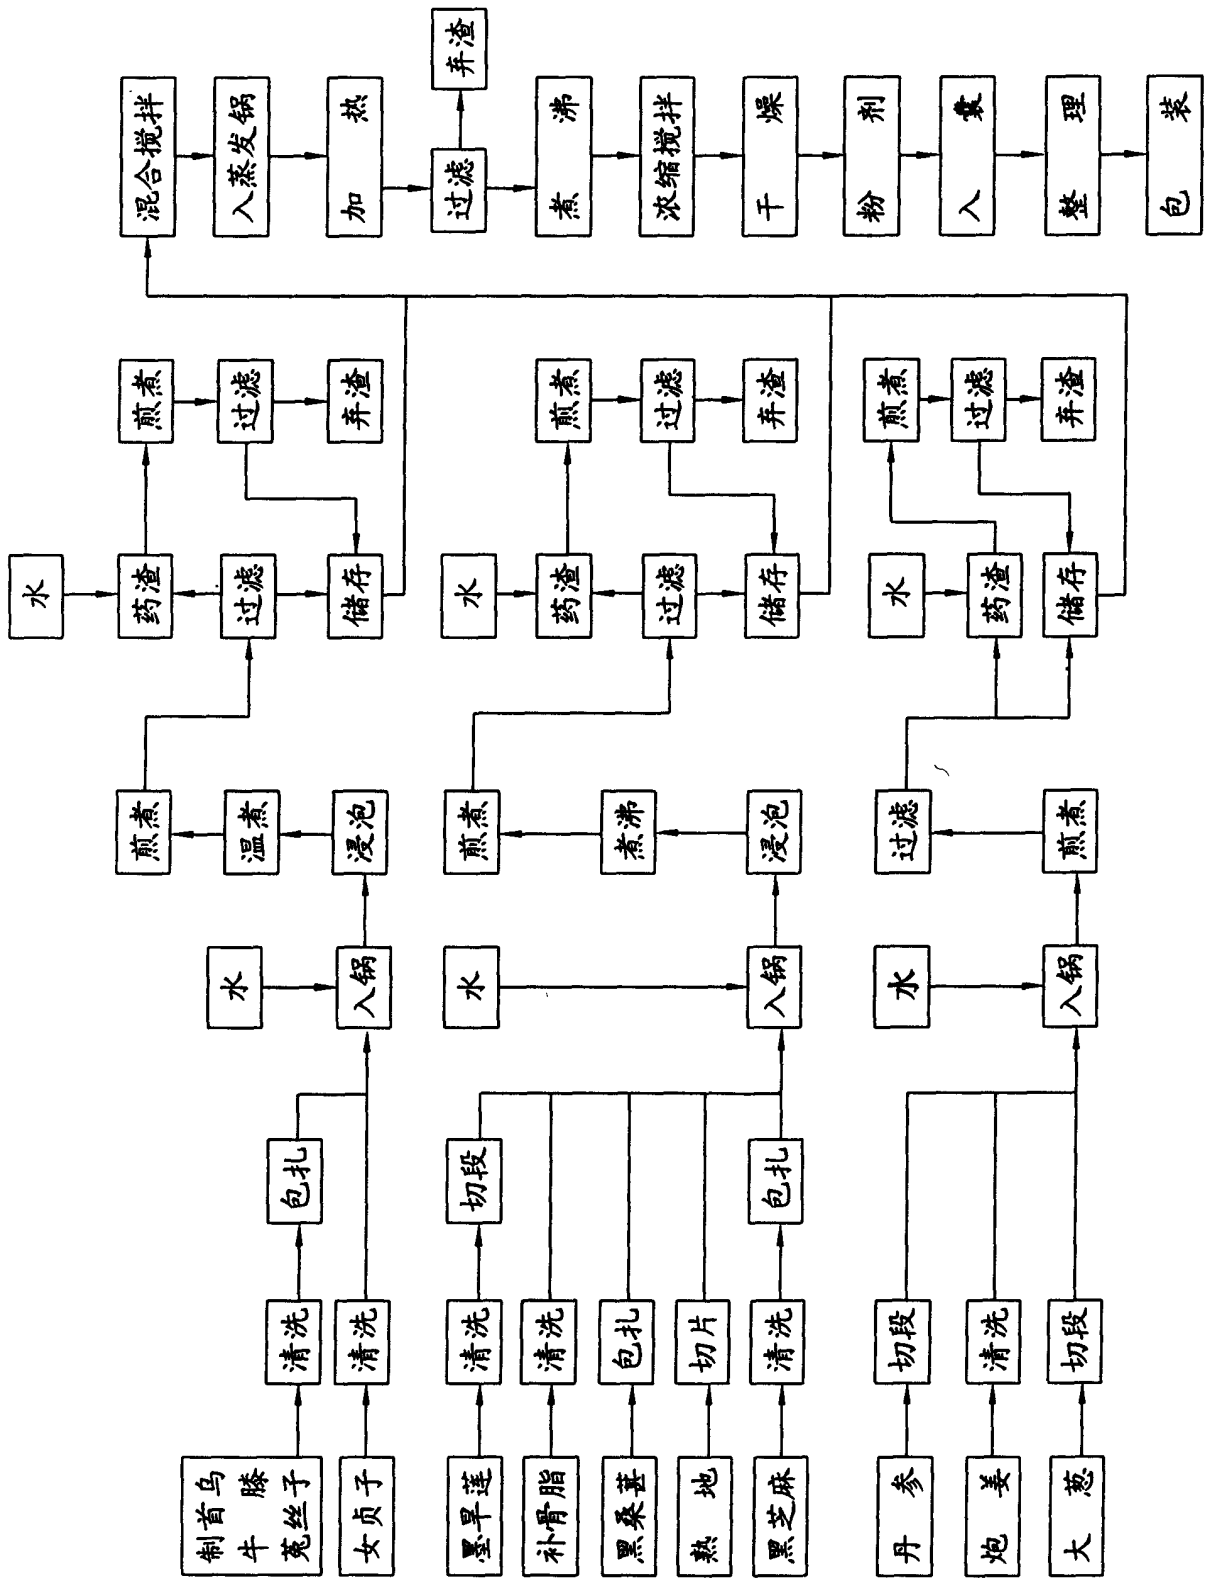 制首乌
牛膝
菟丝子
清洗
包扎
女贞子
清洗
水
入锅
浸泡
温煮
煎煮
水
药渣
过滤
储存
煎煮
过滤
弃渣
墨旱莲
清洗
切段
补骨脂
清洗
黑桑葚
包扎
熟地
切片
黑芝麻
清洗
包扎
水
入锅
浸泡
煮沸
煎煮
水
药渣
过滤
储存
煎煮
过滤
弃渣
丹参
切段
炮姜
清洗
大葱
切段
水
入锅
煎煮
过滤
水
药渣
储存
煎煮
过滤
弃渣
混合搅拌
入蒸发锅
加热
过滤
弃渣
煮沸
浓缩搅拌
干燥
粉剂
入囊
整理
包装